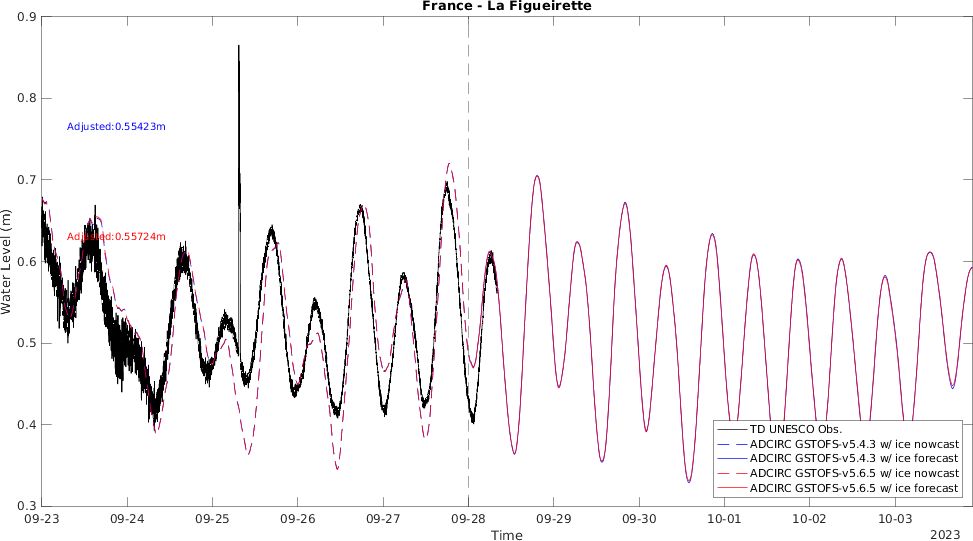 France - La Figueirette
0.9
0.8
0.7
0.6
0.5
0.4
0.3
Water Level (m)
Adjusted:0.55423m
Adjusted:0.55724m
TD UNESCO Obs.
ADCIRC GSTOFS-v5.4.3 w/ ice nowcast
ADCIRC GSTOFS-v5.4.3 w/ ice forecast
ADCIRC GSTOFS-v5.6.5 w/ ice nowcast
ADCIRC GSTOFS-v5.6.5 w/ ice forecast
09-23 09-24 09-25 09-26 09-27 09-28 09-29 09-30 10-01 10-02 10-03
Time
2023